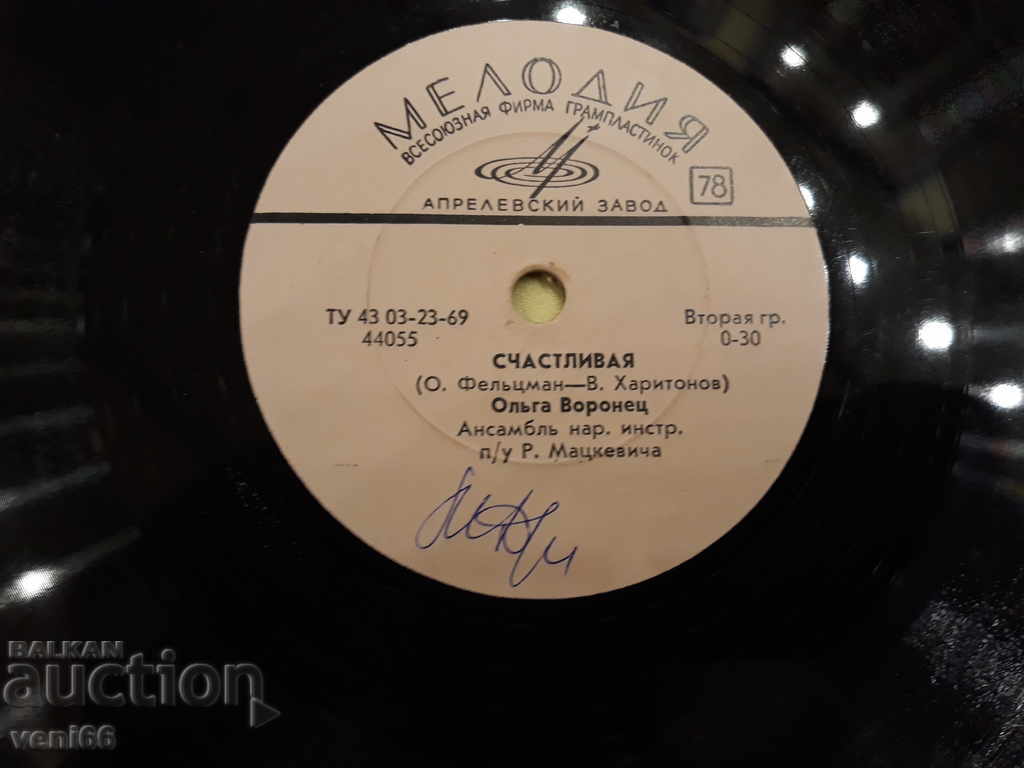 МЕЛОДИЯ
ВСЕСОЮЗНАЯ ФИРМА ГРАМПЛАСТИНОК
78
АПРЕЛЕВСКИЙ ЗАВОД
ТУ 43 03-23-69
44055
Вторая гр.
0-30
СЧАСТЛИВАЯ
(О. Фельцман—В. Харитонов)
Ольга Воронец
Ансамбль нар. инстр.
п/у Р. Мацкевича
BALKAN
auction
veni66